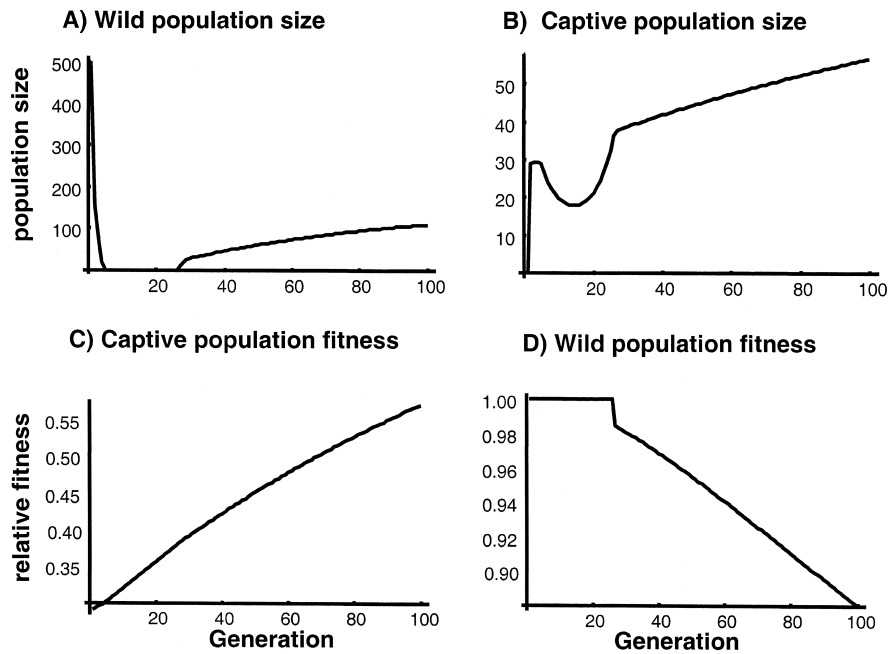 A) Wild population size
B) Captive population size
population size
500
400
300
200
100
20 40 60 80 100
50
40
30
20
10
20 40 60 80 100
C) Captive population fitness
D) Wild population fitness
relative fitness
0.55
0.50
0.45
0.40
0.35
20 40 60 80 100
Generation
1.00
0.98
0.96
0.94
0.92
0.90
20 40 60 80 100
Generation